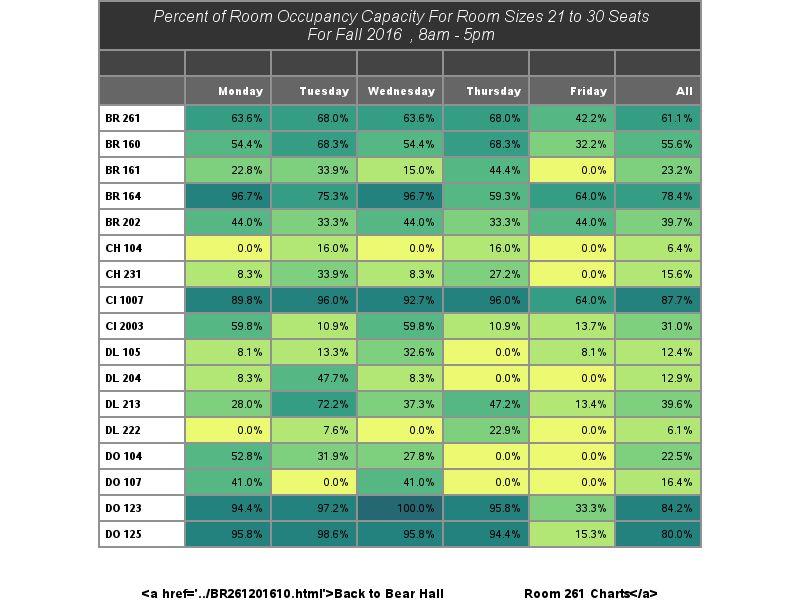 Percent of Room Occupancy Capacity For Room Sizes 21 to 30 Seats
For Fall 2016 , 8am - 5pm
Monday Tuesday Wednesday Thursday Friday All
BR 261 63.6% 68.0% 63.6% 68.0% 42.2% 61.1%
BR 160 54.4% 68.3% 54.4% 68.3% 32.2% 55.6%
BR 161 22.8% 33.9% 15.0% 44.4% 0.0% 23.2%
BR 164 96.7% 75.3% 96.7% 59.3% 64.0% 78.4%
BR 202 44.0% 33.3% 44.0% 33.3% 44.0% 39.7%
CH 104 0.0% 16.0% 0.0% 16.0% 0.0% 6.4%
CH 231 8.3% 33.9% 8.3% 27.2% 0.0% 15.6%
CI 1007 89.8% 96.0% 92.7% 96.0% 64.0% 87.7%
CI 2003 59.8% 10.9% 59.8% 10.9% 13.7% 31.0%
DL 105 8.1% 13.3% 32.6% 0.0% 8.1% 12.4%
DL 204 8.3% 47.7% 8.3% 0.0% 0.0% 12.9%
DL 213 28.0% 72.2% 37.3% 47.2% 13.4% 39.6%
DL 222 0.0% 7.6% 0.0% 22.9% 0.0% 6.1%
DO 104 52.8% 31.9% 27.8% 0.0% 0.0% 22.5%
DO 107 41.0% 0.0% 41.0% 0.0% 0.0% 16.4%
DO 123 94.4% 97.2% 100.0% 95.8% 33.3% 84.2%
DO 125 95.8% 98.6% 95.8% 94.4% 15.3% 80.0%
<a href='../BR261201610.html'>Back to Bear Hall Room 261 Charts</a>